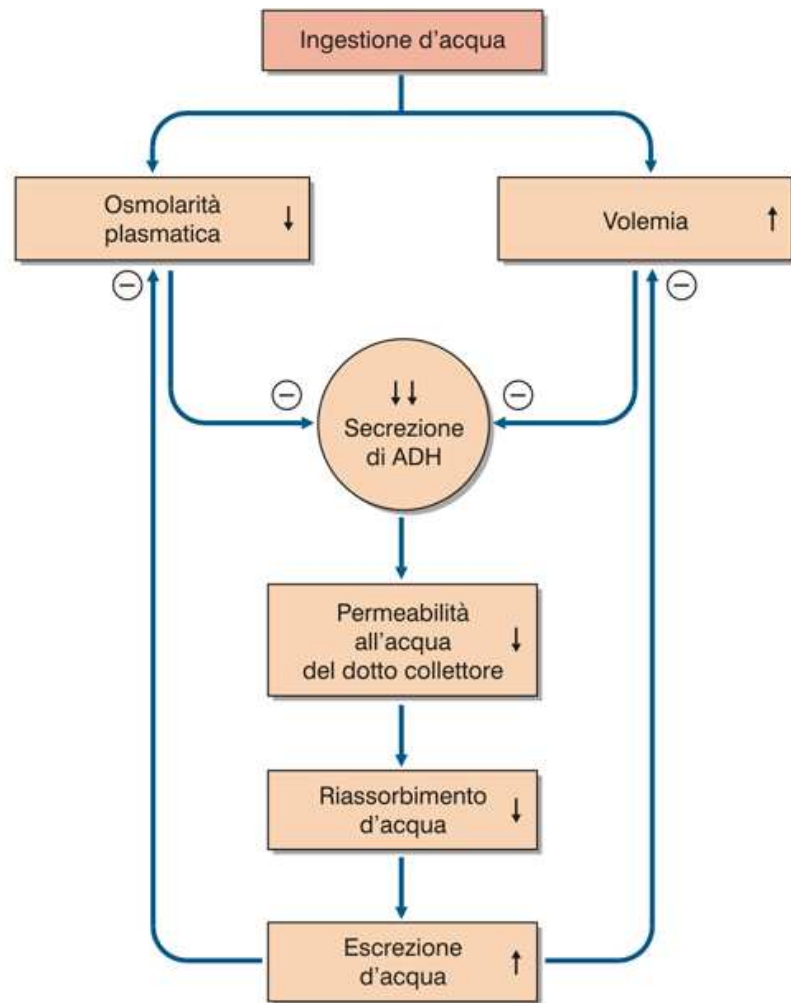 Ingestione d'acqua
Osmolarità
plasmatica
↓
Volemia
↑
−
−
−
−
↓↓
Secrezione
di ADH
Permeabilità
all'acqua
del dotto collettore
↓
Riassorbimento
d'acqua
↓
Escrezione
d'acqua
↑